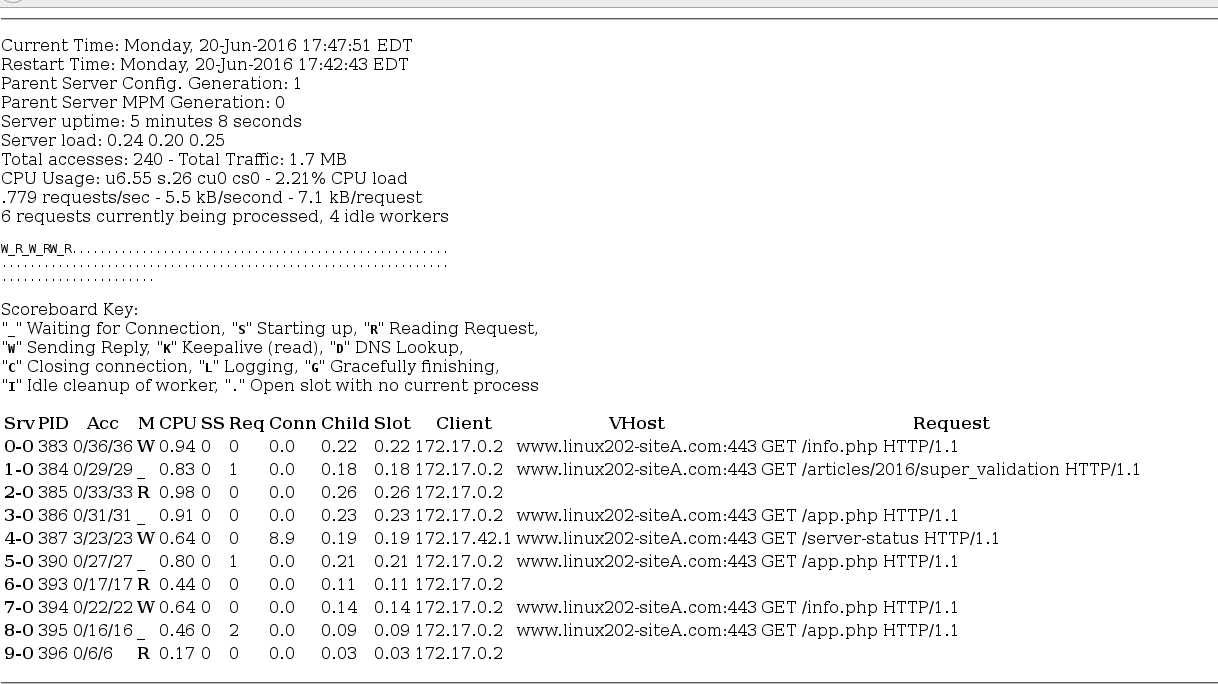 Current Time: Monday, 20-Jun-2016 17:47:51 EDT
Restart Time: Monday, 20-Jun-2016 17:42:43 EDT
Parent Server Config. Generation: 1
Parent Server MPM Generation: 0
Server uptime: 5 minutes 8 seconds
Server load: 0.24 0.20 0.25
Total accesses: 240 - Total Traffic: 1.7 MB
CPU Usage: u6.55 s.26 cu0 cs0 - 2.21% CPU load
.779 requests/sec - 5.5 kB/second - 7.1 kB/request
6 requests currently being processed, 4 idle workers
W_R_W_RW_R......................................................
................................................................
......................
Scoreboard Key:
"_" Waiting for Connection, "S" Starting up, "R" Reading Request,
"W" Sending Reply, "K" Keepalive (read), "D" DNS Lookup,
"C" Closing connection, "L" Logging, "G" Gracefully finishing,
"I" Idle cleanup of worker, "." Open slot with no current process
Srv PID Acc M CPU SS Req Conn Child Slot Client VHost Request
0-0 383 0/36/36 W 0.94 0 0 0.0 0.22 0.22 172.17.0.2 www.linux202-siteA.com:443 GET /info.php HTTP/1.1
1-0 384 0/29/29 _ 0.83 0 1 0.0 0.18 0.18 172.17.0.2 www.linux202-siteA.com:443 GET /articles/2016/super_validation HTTP/1.1
2-0 385 0/33/33 R 0.98 0 0 0.0 0.26 0.26 172.17.0.2
3-0 386 0/31/31 _ 0.91 0 0 0.0 0.23 0.23 172.17.0.2 www.linux202-siteA.com:443 GET /app.php HTTP/1.1
4-0 387 3/23/23 W 0.64 0 0 8.9 0.19 0.19 172.17.42.1 www.linux202-siteA.com:443 GET /server-status HTTP/1.1
5-0 390 0/27/27 _ 0.80 0 1 0.0 0.21 0.21 172.17.0.2 www.linux202-siteA.com:443 GET /app.php HTTP/1.1
6-0 393 0/17/17 R 0.44 0 0 0.0 0.11 0.11 172.17.0.2
7-0 394 0/22/22 W 0.64 0 0 0.0 0.14 0.14 172.17.0.2 www.linux202-siteA.com:443 GET /info.php HTTP/1.1
8-0 395 0/16/16 _ 0.46 0 2 0.0 0.09 0.09 172.17.0.2 www.linux202-siteA.com:443 GET /app.php HTTP/1.1
9-0 396 0/6/6 R 0.17 0 0 0.0 0.03 0.03 172.17.0.2